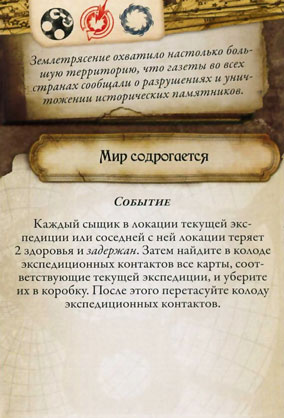 Землетрясение охватило настолько боль-
шую территорию, что газеты во всех
странах сообщали о разрушениях и унич-
тожении исторических памятников.
Мир содрогается
Событие
Каждый сыщик в локации текущей экс-
педиции или соседней с ней локации теряет
2 здоровья и задержан. Затем найдите в колоде
экспедиционных контактов все карты, соот-
ветствующие текущей экспедиции, и уберите
их в коробку. После этого перетасуйте колоду
экспедиционных контактов.